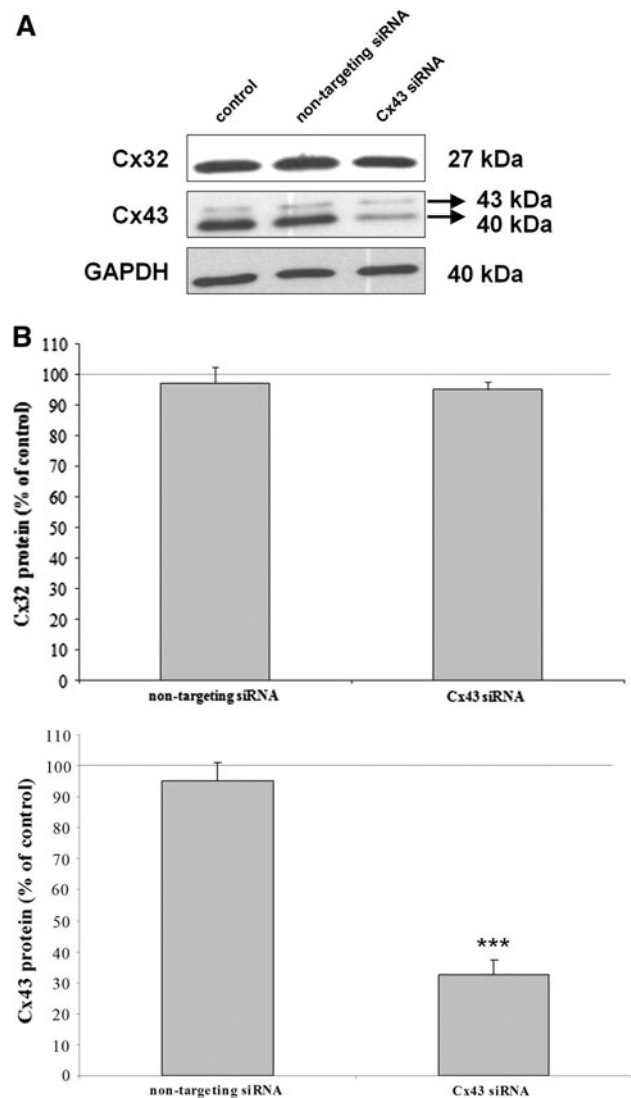 A
control
non-targeting siRNA
Cx43 siRNA
Cx32
27 kDa
Cx43
43 kDa
40 kDa
GAPDH
40 kDa
B
Cx32 protein (% of control)
110
100
90
80
70
60
50
40
30
20
10
0
non-targeting siRNA
Cx43 siRNA
Cx43 protein (% of control)
110
100
90
80
70
60
50
40
30
20
10
0
***
non-targeting siRNA
Cx43 siRNA